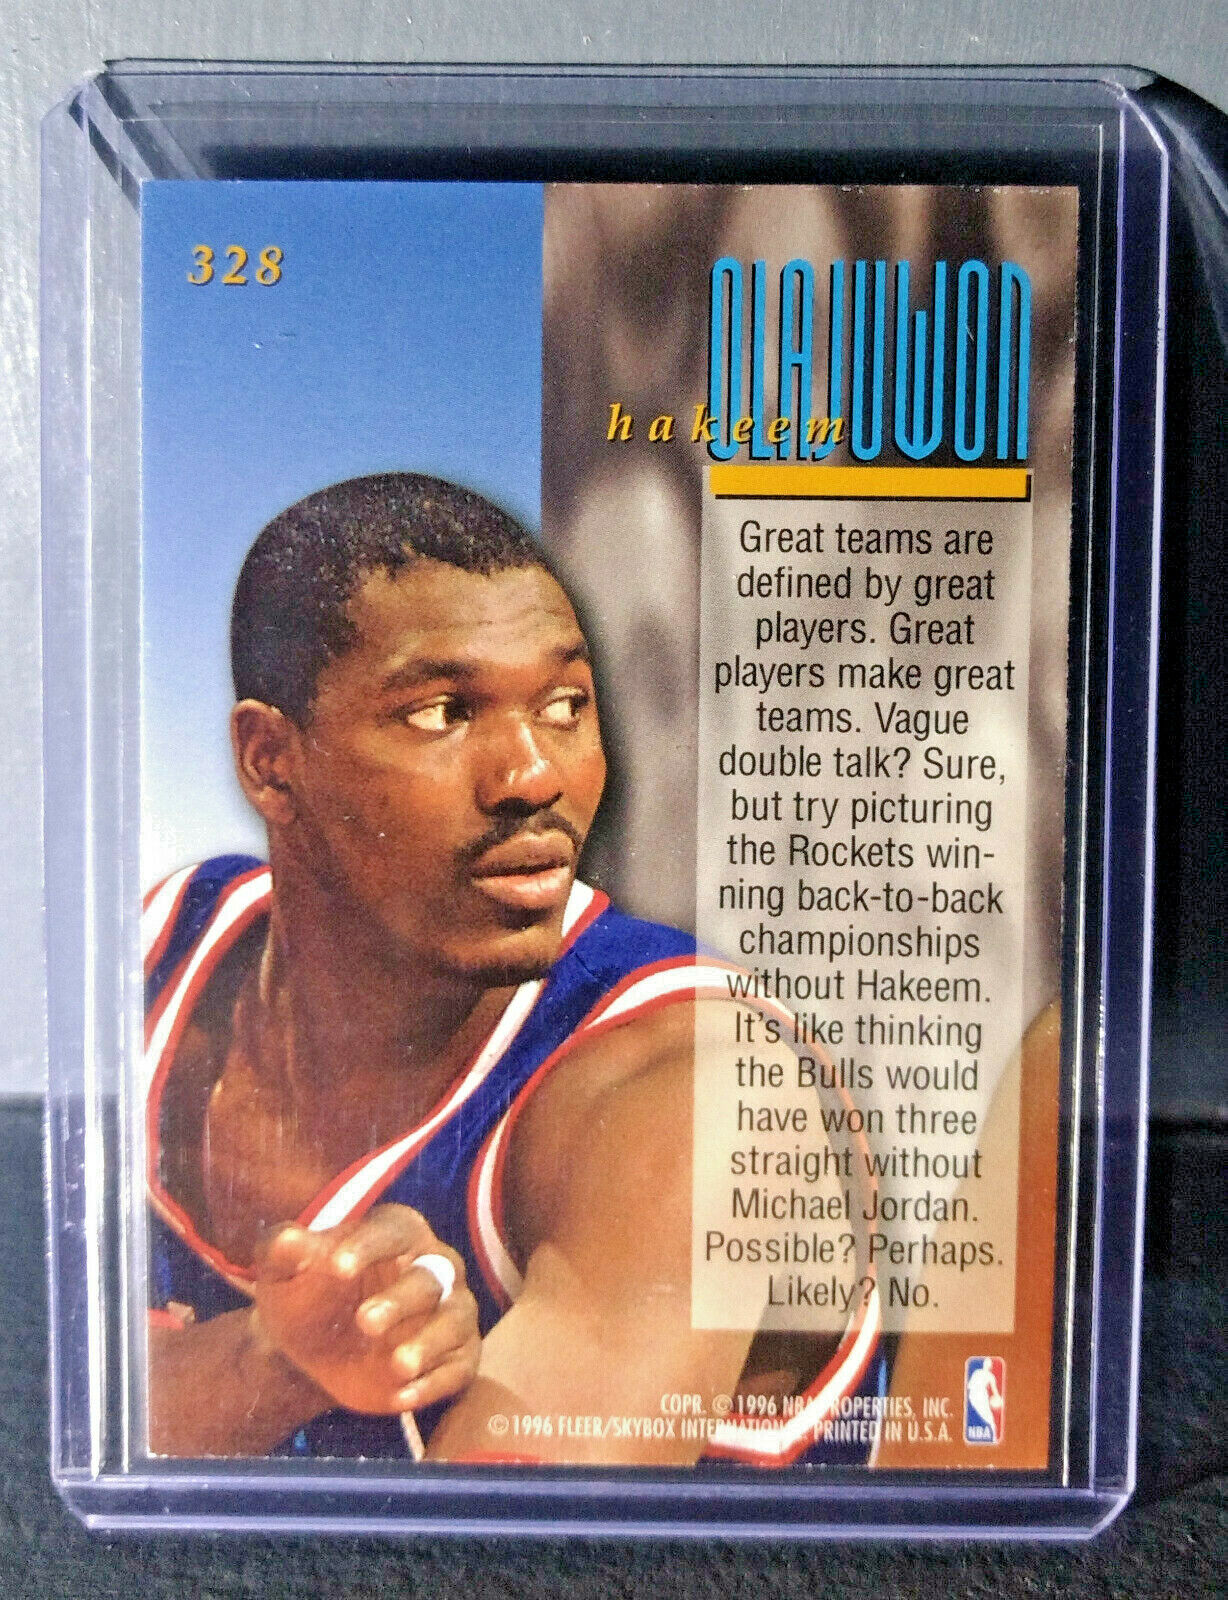 328
OLAJUWON
hakeem
Great teams are
defined by great
players. Great
players make great
teams. Vague
double talk? Sure,
but try picturing
the Rockets win-
ning back-to-back
championships
without Hakeem.
It's like thinking
the Bulls would
have won three
straight without
Michael Jordan.
Possible? Perhaps.
Likely? No.
COPR. © 1996 NBA PROPERTIES, INC.
© 1996 FLEER/SKYBOX INTERNATIONAL. PRINTED IN U.S.A.
NBA